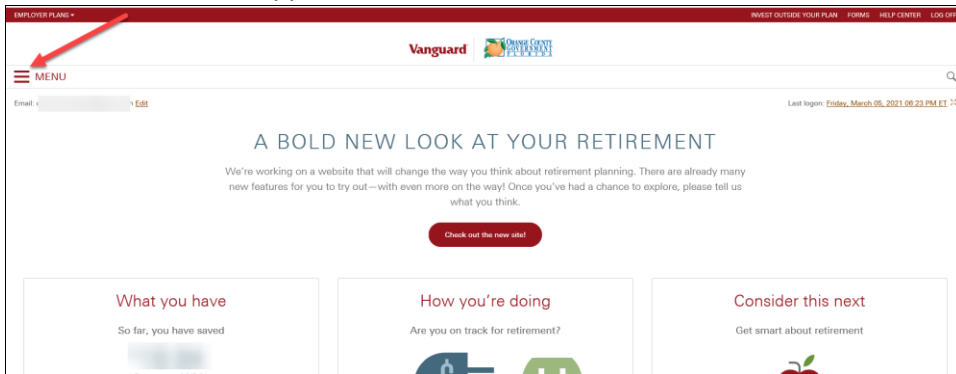 EMPLOYER PLANS
INVEST OUTSIDE YOUR PLAN FORMS HELP CENTER LOG OFF
Vanguard ORANGE COUNTY
GOVERNMENT
FLORIDA
MENU
Email: Edit
Last logon: Friday, March 05, 2021 06:23 PM ET
A BOLD NEW LOOK AT YOUR RETIREMENT
We're working on a website that will change the way you think about retirement planning. There are already many
new features for you to try out—with even more on the way! Once you've had a chance to explore, please tell us
what you think.
Check out the new site!
What you have
So far, you have saved
How you're doing
Are you on track for retirement?
Consider this next
Get smart about retirement